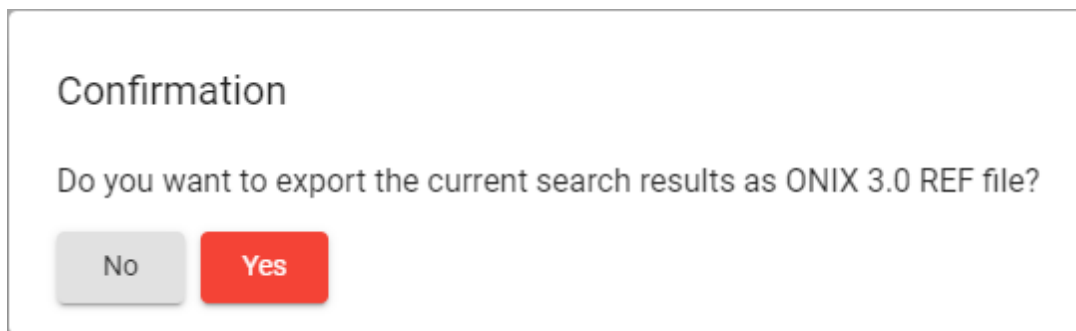 Confirmation
Do you want to export the current search results as ONIX 3.0 REF file?
No Yes